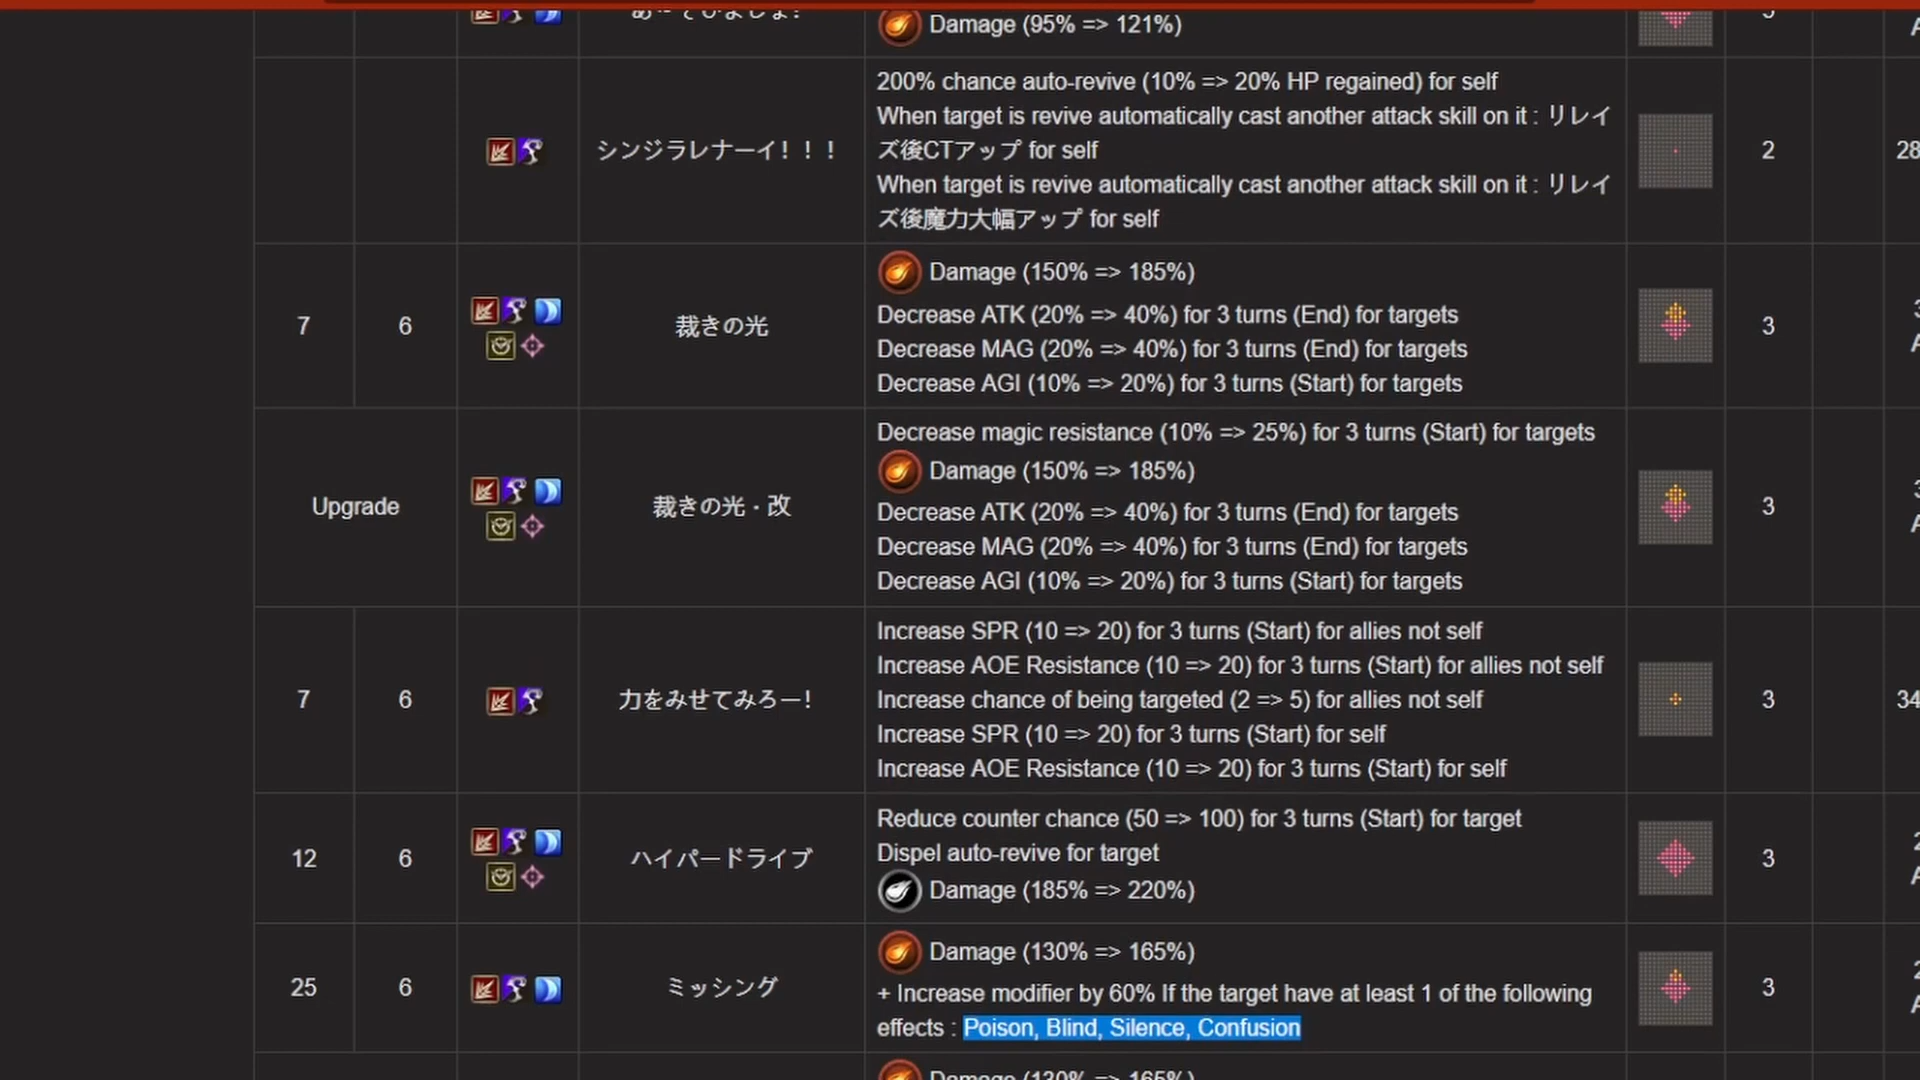 Damage (95% => 121%)
シンジラレナーイ！！！
200% chance auto-revive (10% => 20% HP regained) for self
When target is revive automatically cast another attack skill on it : リレイ
ズ後CTアップ for self
When target is revive automatically cast another attack skill on it : リレイ
ズ後魔力大幅アップ for self
2
28
7
6
裁きの光
Damage (150% => 185%)
Decrease ATK (20% => 40%) for 3 turns (End) for targets
Decrease MAG (20% => 40%) for 3 turns (End) for targets
Decrease AGI (10% => 20%) for 3 turns (Start) for targets
3
Upgrade
裁きの光・改
Decrease magic resistance (10% => 25%) for 3 turns (Start) for targets
Damage (150% => 185%)
Decrease ATK (20% => 40%) for 3 turns (End) for targets
Decrease MAG (20% => 40%) for 3 turns (End) for targets
Decrease AGI (10% => 20%) for 3 turns (Start) for targets
3
7
6
力をみせてみろー！
Increase SPR (10 => 20) for 3 turns (Start) for allies not self
Increase AOE Resistance (10 => 20) for 3 turns (Start) for allies not self
Increase chance of being targeted (2 => 5) for allies not self
Increase SPR (10 => 20) for 3 turns (Start) for self
Increase AOE Resistance (10 => 20) for 3 turns (Start) for self
3
34
12
6
ハイパードライブ
Reduce counter chance (50 => 100) for 3 turns (Start) for target
Dispel auto-revive for target
Damage (185% => 220%)
3
25
6
ミッシング
Damage (130% => 165%)
+ Increase modifier by 60% If the target have at least 1 of the following
effects : Poison, Blind, Silence, Confusion
3
Damage (130% => 165%)